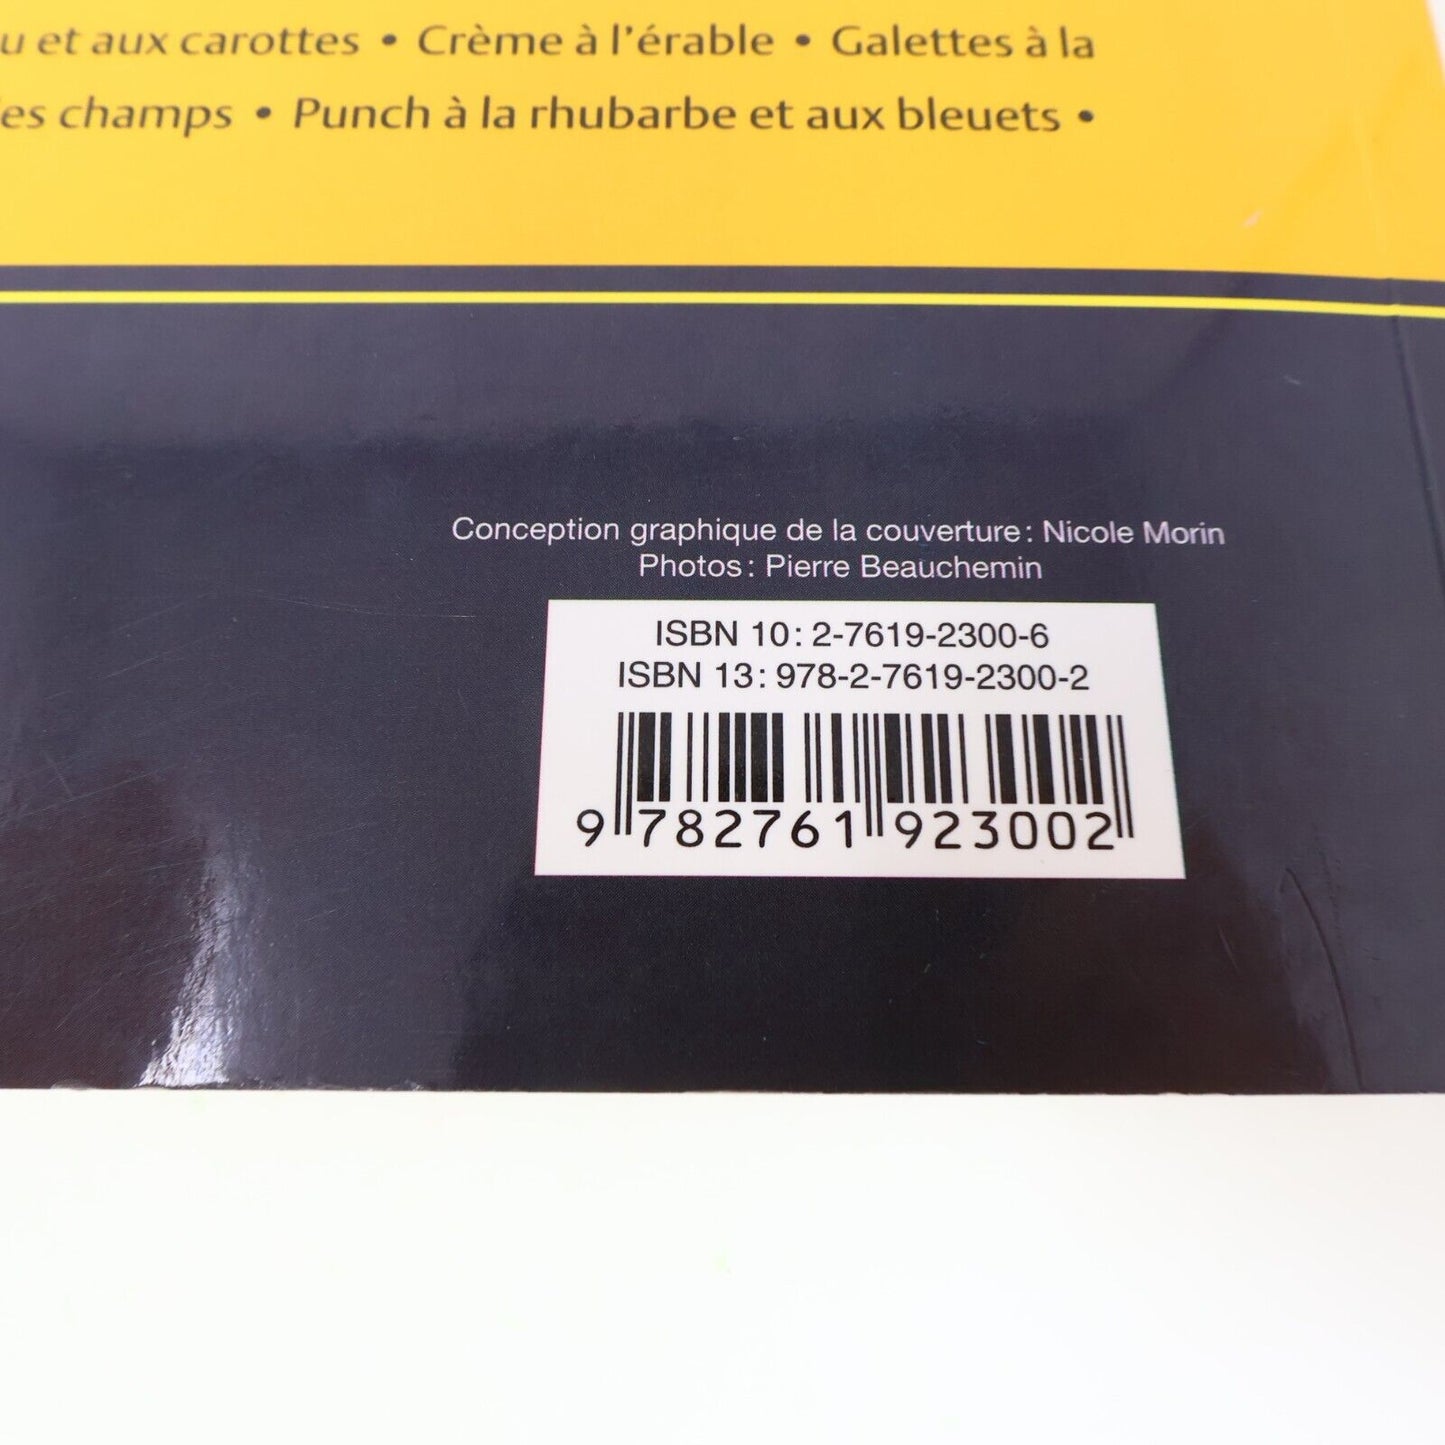 et aux carottes • Crème à l'érable • Galettes à la
champs • Punch à la rhubarbe et aux bleuets •
Conception graphique de la couverture : Nicole Morin
Photos : Pierre Beauchemin
ISBN 10 : 2-7619-2300-6
ISBN 13 : 978-2-7619-2300-2
9 782761 923002